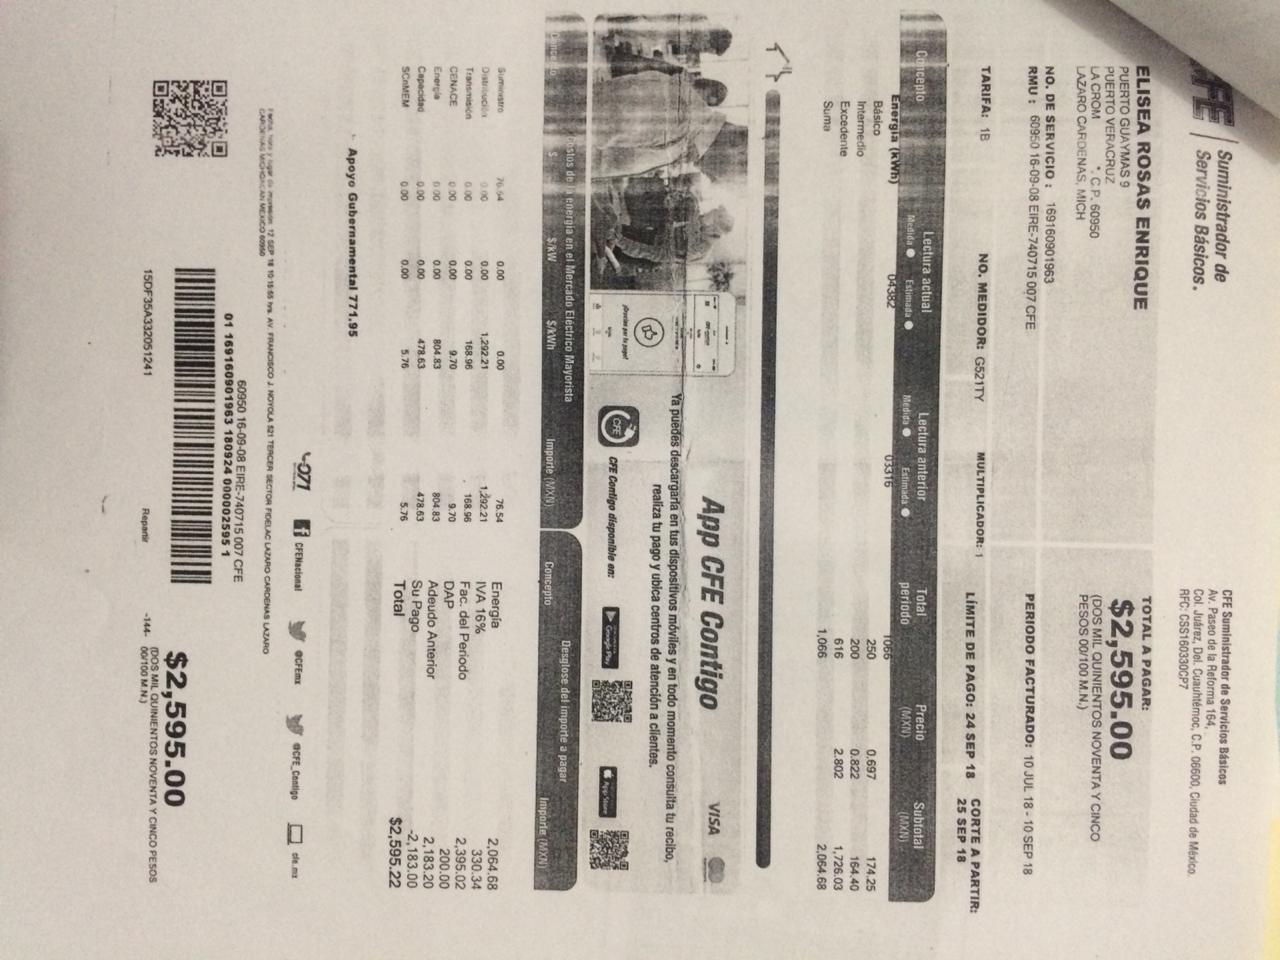 CFE
Suministrador de
Servicios Básicos.
CFE Suministrador de Servicios Básicos
Av. Paseo de la Reforma 164,
Col. Juárez, Del. Cuauhtémoc, C.P. 06600, Ciudad de México.
RFC: CSS160330CP7
ELISEA ROSAS ENRIQUE
PUERTO GUAYMAS 9
PUERTO VERACRUZ
LA CROM C.P. 60950
LAZARO CARDENAS, MICH
TOTAL A PAGAR:
$2,595.00
(DOS MIL QUINIENTOS NOVENTA Y CINCO
PESOS 00/100 M.N.)
NO. DE SERVICIO : 169160901963
RMU : 60950 16-09-08 EIRE-740715 007 CFE
PERIODO FACTURADO: 10 JUL 18 - 10 SEP 18
TARIFA: 1B NO. MEDIDOR: G521TY MULTIPLICADOR: 1
LÍMITE DE PAGO: 24 SEP 18 CORTE A PARTIR:
25 SEP 18
Concepto Lectura actual Lectura anterior Total Precio Subtotal
Medida Estimada Medida Estimada periodo (MXN) (MXN)
Energía (kWh) 04382 03316 1066
Básico 250 0.697 174.25
Intermedio 200 0.822 164.40
Excedente 616 2.802 1,726.03
Suma 1,066 2,064.68
App CFE Contigo VISA
Ya puedes descargarla en tus dispositivos móviles y en todo momento consulta tu recibo,
realiza tu pago y ubica centros de atención a clientes.
¡Gracias por tu pago!
CFE CFE Contigo disponible en: Google Play App Store
Costos de la energía en el Mercado Eléctrico Mayorista
Concepto $ $/kW $/kWh Importe (MXN)
Suministro 76.54 0.00 0.00 76.54
Distribución 0.00 0.00 1,292.21 1,292.21
Transmisión 0.00 0.00 168.96 168.96
CENACE 0.00 0.00 9.70 9.70
Energía 0.00 0.00 804.83 804.83
Capacidad 0.00 0.00 478.63 478.63
SCnMEM 0.00 0.00 5.76 5.76
Desglose del importe a pagar
Concepto Importe (MXN)
Energía 2,064.68
IVA 16% 330.34
Fac. del Periodo 2,395.02
DAP 200.00
Adeudo Anterior 2,183.20
Su Pago -2,183.00
Total $2,595.22
Apoyo Gubernamental 771.95
071 CFENacional @CFEmx @CFE_Contigo cfe.mx
Fecha, hora y lugar de impresión: 12 SEP 18 10:15:55 hrs. AV. FRANCISCO J. NOYOLA 521 TERCER SECTOR FIDELAC LAZARO CARDENAS LAZARO
CARDENAS MICHOACAN MEXICO 60950
60950 16-09-08 EIRE-740715 007 CFE
01 169160901963 180924 000002595 1
15DF35A332051241 Repartir -144-
$2,595.00
(DOS MIL QUINIENTOS NOVENTA Y CINCO PESOS
00/100 M.N.)